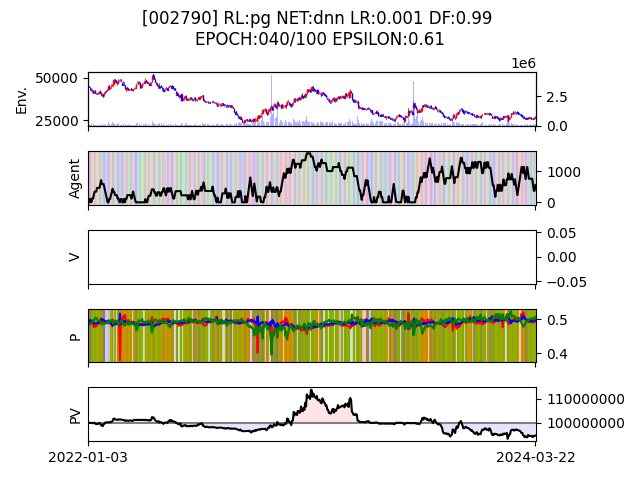 [002790] RL:pg NET:dnn LR:0.001 DF:0.99
EPOCH:040/100 EPSILON:0.61
1e6
Env.
50000
25000
2.5
0.0
Agent
1000
0
V
0.05
0.00
−0.05
P
0.5
0.4
PV
110000000
100000000
2022-01-03
2024-03-22